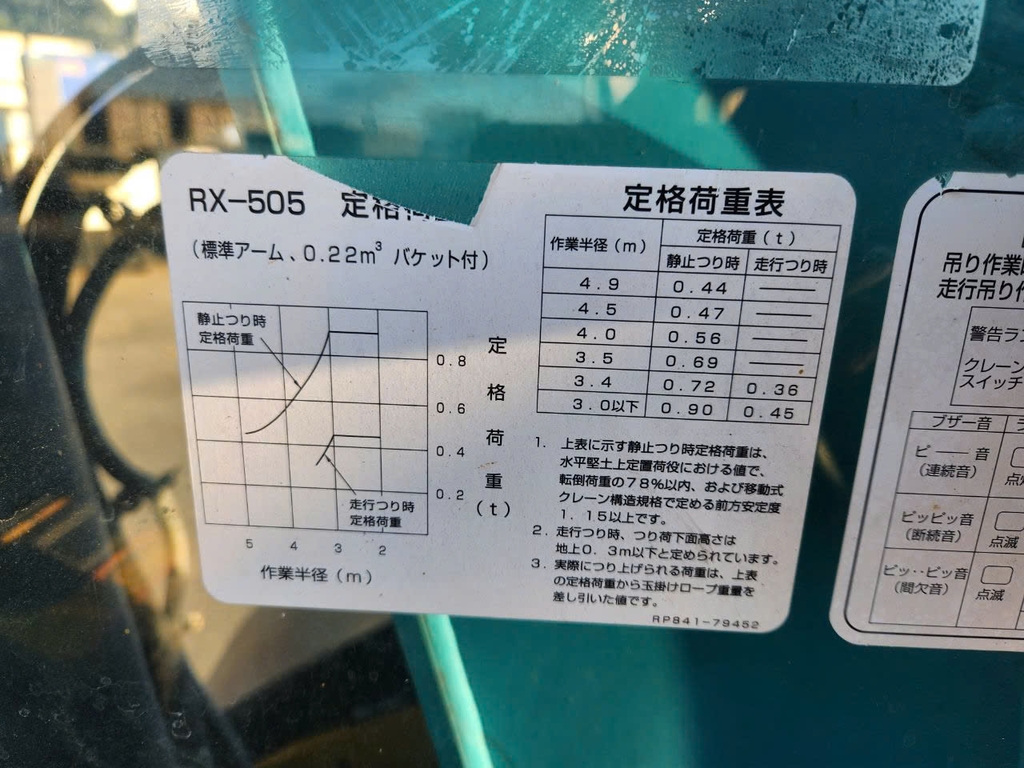 RX-505 定格荷
(標準アーム、0.22m³ バケット付)
静止つり時
定格荷重
走行つり時
定格荷重
0.8
0.6
0.4
0.2
定格荷重(t)
5 4 3 2
作業半径(m)
定格荷重表
作業半径(m) 定格荷重(t)
静止つり時 走行つり時
4.9 0.44 ——
4.5 0.47 ——
4.0 0.56 ——
3.5 0.69 ——
3.4 0.72 0.36
3.0以下 0.90 0.45
1. 上表に示す静止つり時定格荷重は、
水平堅土上定置荷役における値で、
転倒荷重の78%以内、および移動式
クレーン構造規格で定める前方安定度
1.15以上です。
2. 走行つり時、つり荷下面高さは
地上0.3m以下と定められています。
3. 実際につり上げられる荷重は、上表
の定格荷重から玉掛けロープ重量を
差し引いた値です。
RP841-79452
吊り作業
走行吊り作
警告ラ
クレーン
スイッチ
ブザー音
ピ——音
(連続音)
点
ピッピッ音
(断続音)
点滅
ピッ‥ピッ音
(間欠音)
点滅